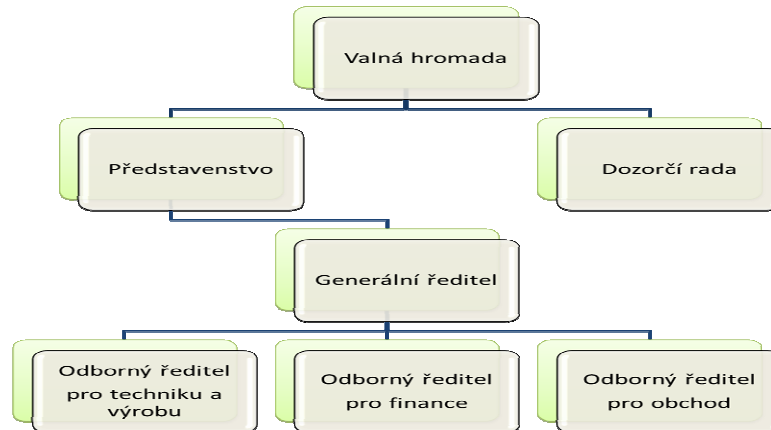 Valná hromada
Představenstvo
Dozorčí rada
Generální ředitel
Odborný ředitel
pro techniku a
výrobu
Odborný ředitel
pro finance
Odborný ředitel
pro obchod